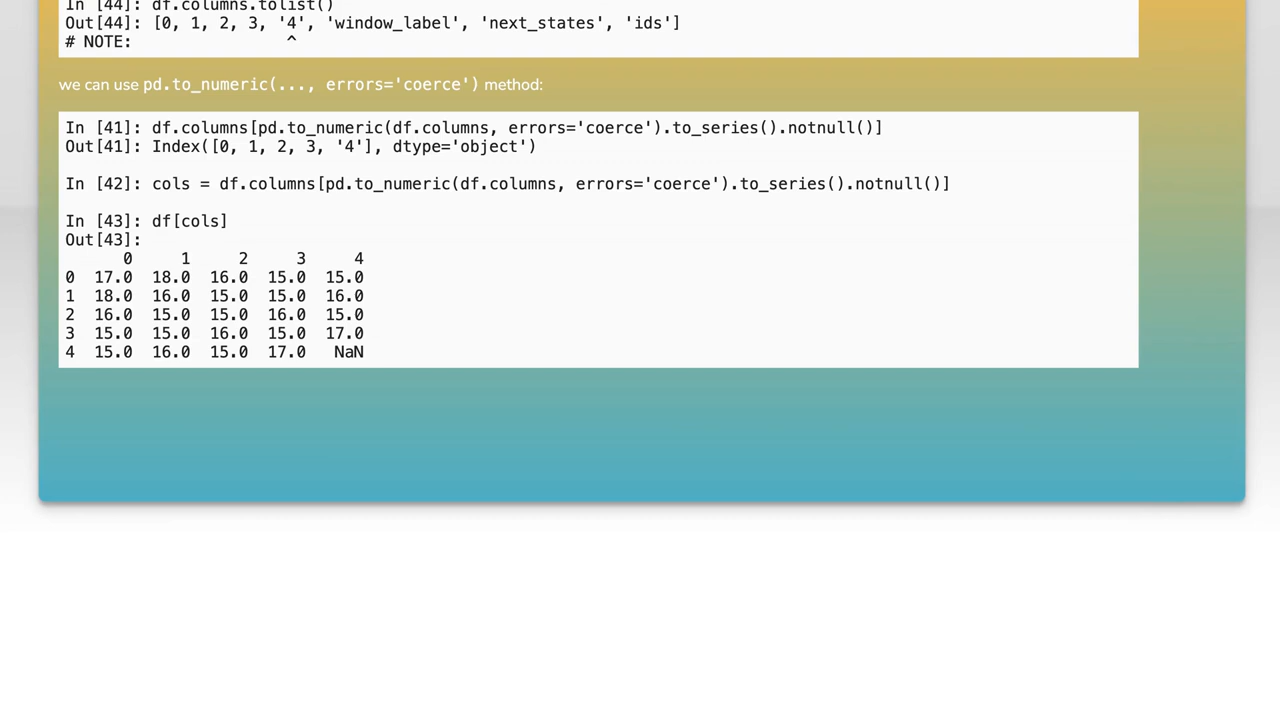 In [44]: df.columns.tolist()
Out[44]: [0, 1, 2, 3, '4', 'window_label', 'next_states', 'ids']
# NOTE:                 ^
we can use pd.to_numeric(..., errors='coerce') method:
In [41]: df.columns[pd.to_numeric(df.columns, errors='coerce').to_series().notnull()]
Out[41]: Index([0, 1, 2, 3, '4'], dtype='object')
In [42]: cols = df.columns[pd.to_numeric(df.columns, errors='coerce').to_series().notnull()]
In [43]: df[cols]
Out[43]:
      0     1     2     3     4
0  17.0  18.0  16.0  15.0  15.0
1  18.0  16.0  15.0  15.0  16.0
2  16.0  15.0  15.0  16.0  15.0
3  15.0  15.0  16.0  15.0  17.0
4  15.0  16.0  15.0  17.0   NaN